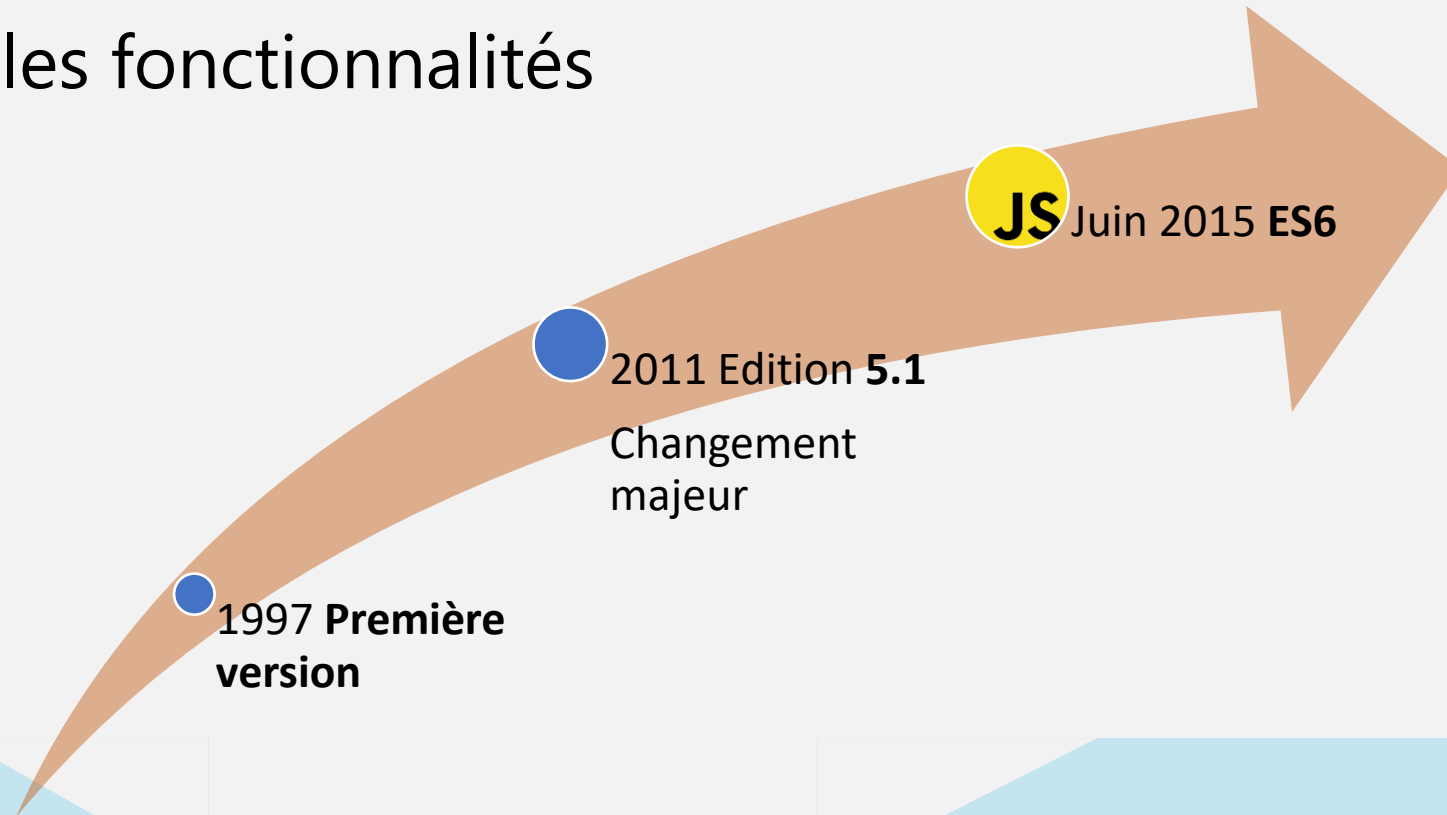 les fonctionnalités
JS Juin 2015 ES6
2011 Edition 5.1
Changement
majeur
1997 Première
version